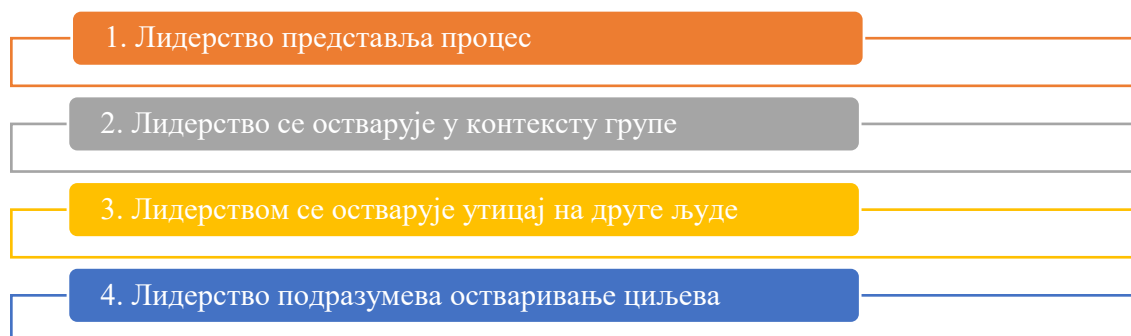 1. Лидерство представља процес
2. Лидерство се остварује у контексту групе
3. Лидерством се остварује утицај на друге људе
4. Лидерство подразумева остваривање циљева